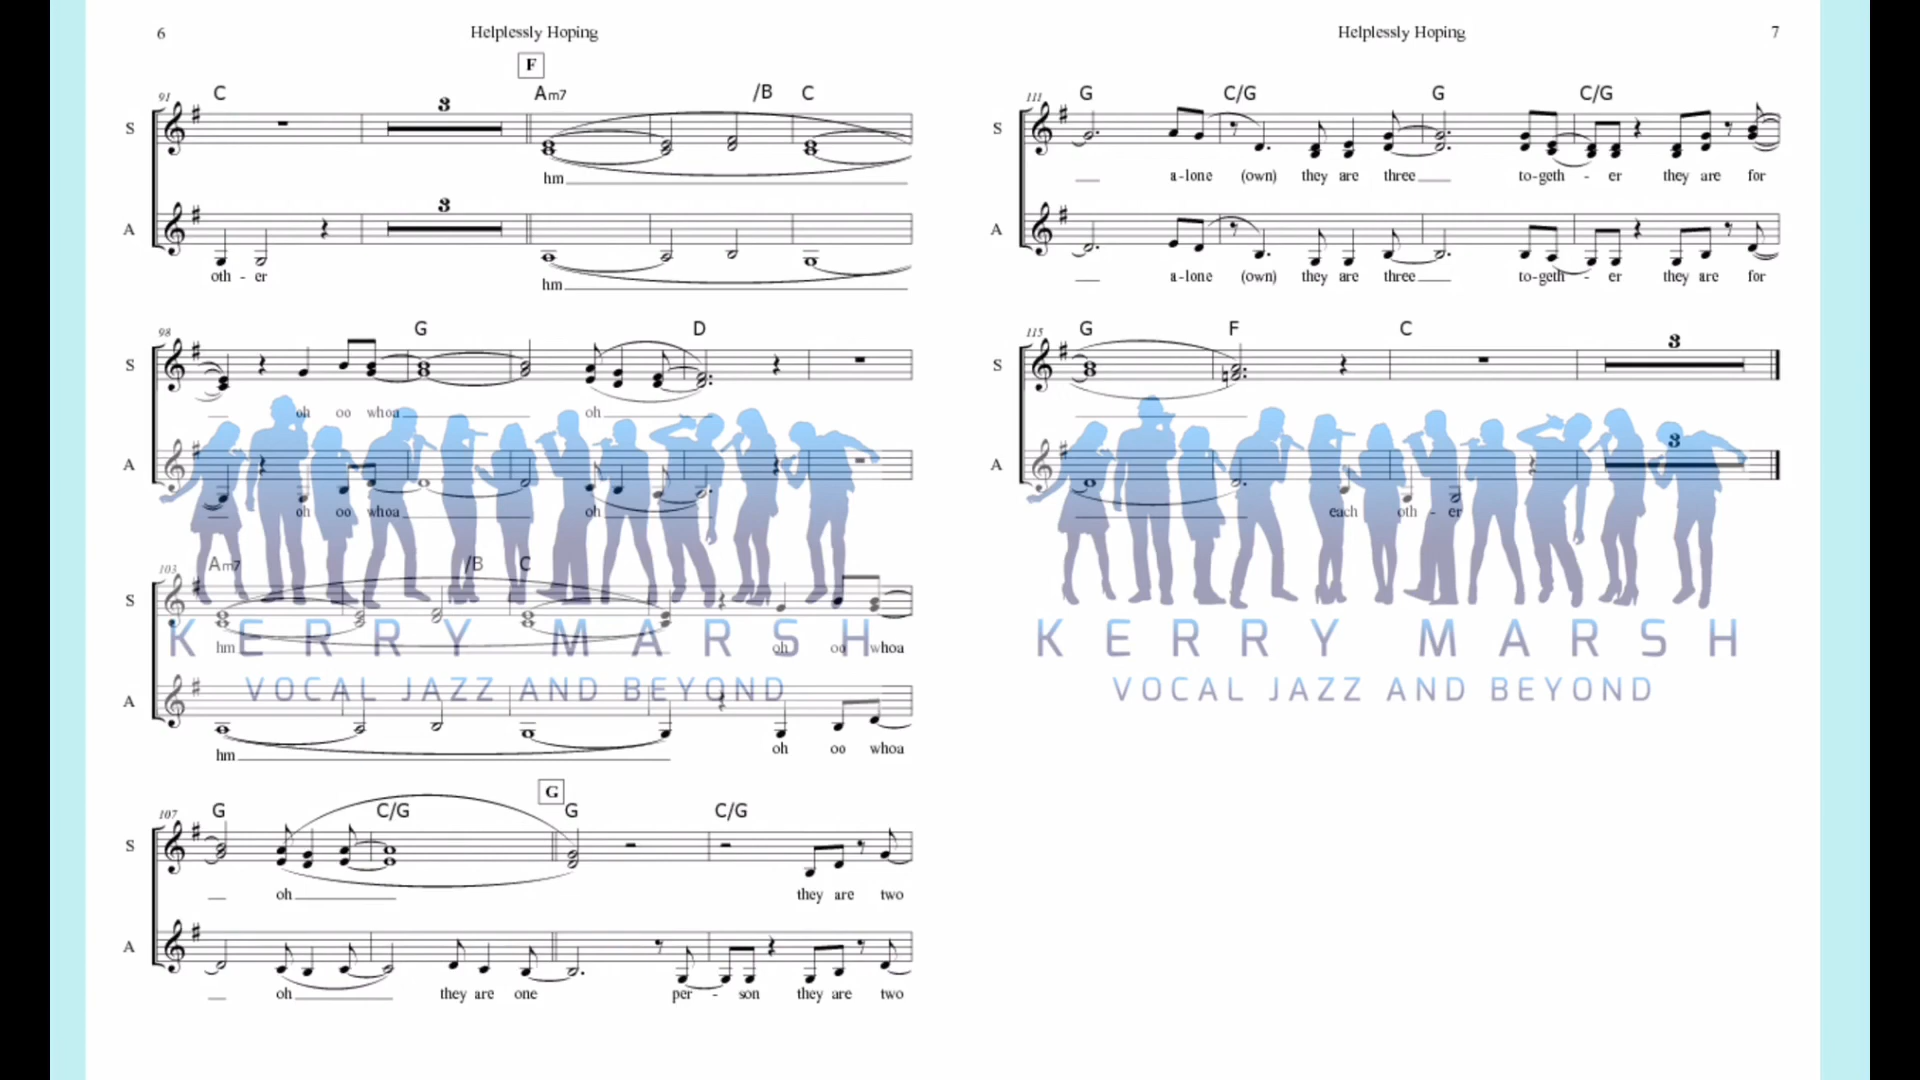 6 Helplessly Hoping
F
91 C Am7 /B C
S 3
hm
A 3
oth - er hm
98 G D
S
oh oo whoa oh
A
oh oo whoa oh
103 Am7 /B C
S
hm oh oo whoa
A
hm oh oo whoa
G
107 G C/G G C/G
S
oh they are two
A
oh they are one per - son they are two
KERRY MARSH
VOCAL JAZZ AND BEYOND
Helplessly Hoping 7
111 G C/G G C/G
S
a-lone (own) they are three to-geth - er they are for
A
a-lone (own) they are three to-geth - er they are for
115 G F C
S 3
A 3
each oth - er
KERRY MARSH
VOCAL JAZZ AND BEYOND